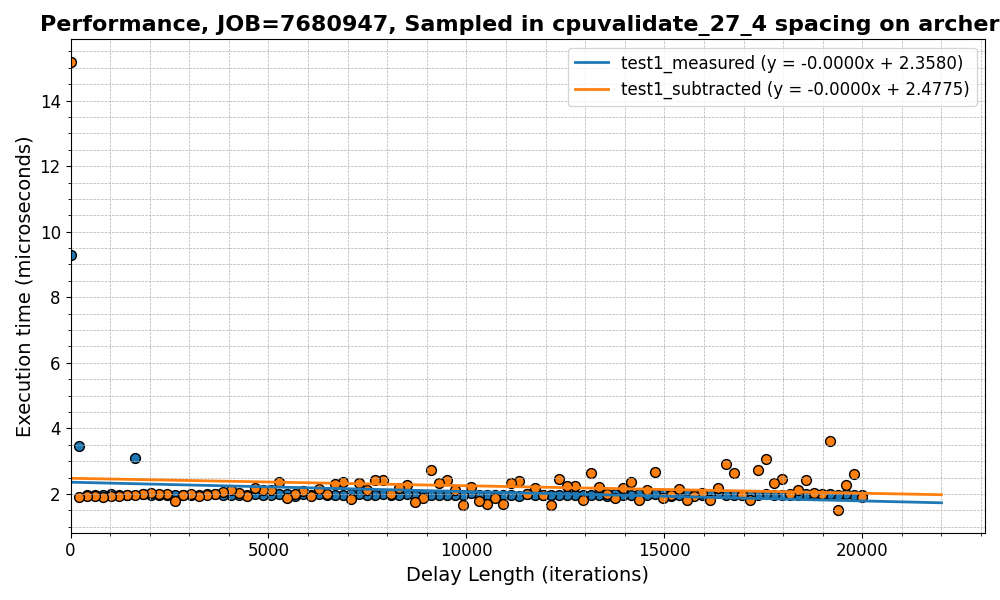 Performance, JOB=7680947, Sampled in cpuvalidate_27_4 spacing on archer
test1_measured (y = -0.0000x + 2.3580)
test1_subtracted (y = -0.0000x + 2.4775)
Execution time (microseconds)
14
12
10
8
6
4
2
0
5000
10000
15000
20000
Delay Length (iterations)